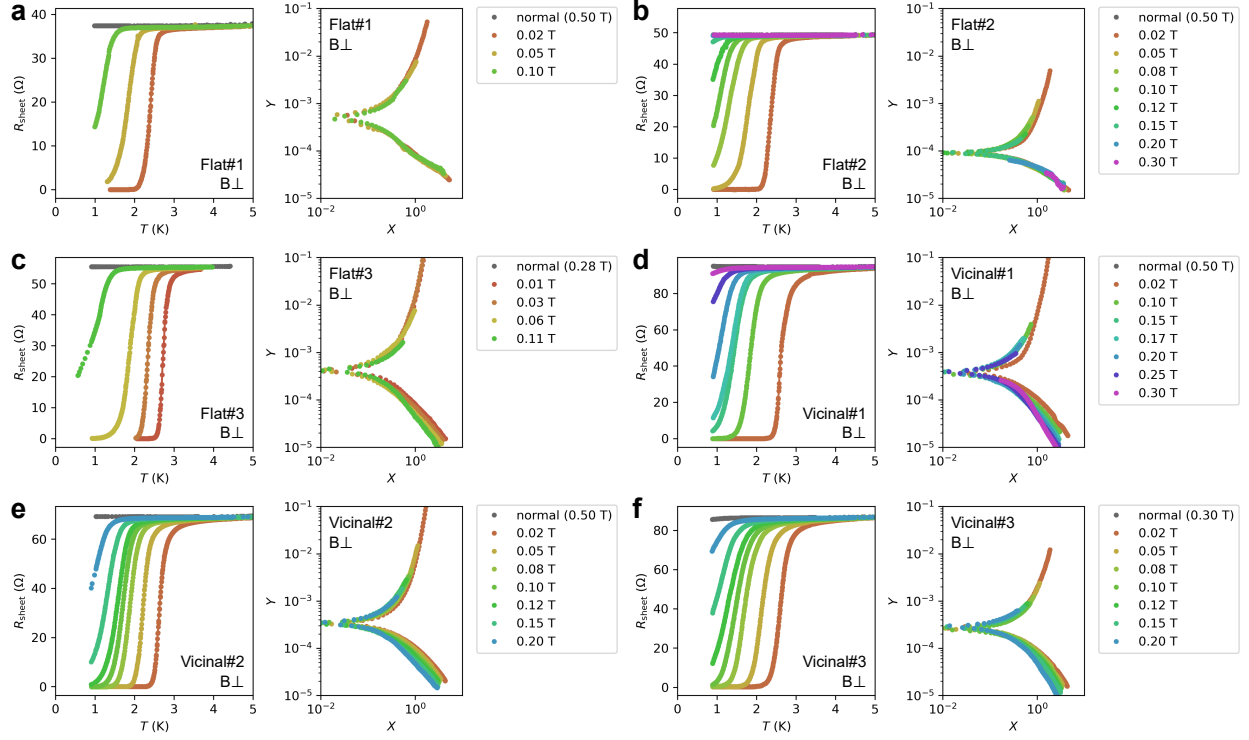 a
40
30
20
10
0
R_sheet (Ω)
0 1 2 3 4 5
T (K)
Flat#1
B⊥
10⁻¹
10⁻²
10⁻³
10⁻⁴
10⁻⁵
Y
10⁻² 10⁰
X
Flat#1
B⊥
normal (0.50 T)
0.02 T
0.05 T
0.10 T
b
50
40
30
20
10
0
R_sheet (Ω)
0 1 2 3 4 5
T (K)
Flat#2
B⊥
10⁻¹
10⁻²
10⁻³
10⁻⁴
10⁻⁵
Y
10⁻² 10⁰
X
Flat#2
B⊥
normal (0.50 T)
0.02 T
0.05 T
0.08 T
0.10 T
0.12 T
0.15 T
0.20 T
0.30 T
c
50
40
30
20
10
0
R_sheet (Ω)
0 1 2 3 4 5
T (K)
Flat#3
B⊥
10⁻¹
10⁻²
10⁻³
10⁻⁴
10⁻⁵
Y
10⁻² 10⁰
X
Flat#3
B⊥
normal (0.28 T)
0.01 T
0.03 T
0.06 T
0.11 T
d
80
60
40
20
0
R_sheet (Ω)
0 1 2 3 4 5
T (K)
Vicinal#1
B⊥
10⁻¹
10⁻²
10⁻³
10⁻⁴
10⁻⁵
Y
10⁻² 10⁰
X
Vicinal#1
B⊥
normal (0.50 T)
0.02 T
0.10 T
0.15 T
0.17 T
0.20 T
0.25 T
0.30 T
e
60
40
20
0
R_sheet (Ω)
0 1 2 3 4 5
T (K)
Vicinal#2
B⊥
10⁻¹
10⁻²
10⁻³
10⁻⁴
10⁻⁵
Y
10⁻² 10⁰
X
Vicinal#2
B⊥
normal (0.50 T)
0.02 T
0.05 T
0.08 T
0.10 T
0.12 T
0.15 T
0.20 T
f
80
60
40
20
0
R_sheet (Ω)
0 1 2 3 4 5
T (K)
Vicinal#3
B⊥
10⁻¹
10⁻²
10⁻³
10⁻⁴
10⁻⁵
Y
10⁻² 10⁰
X
Vicinal#3
B⊥
normal (0.30 T)
0.02 T
0.05 T
0.08 T
0.10 T
0.12 T
0.15 T
0.20 T